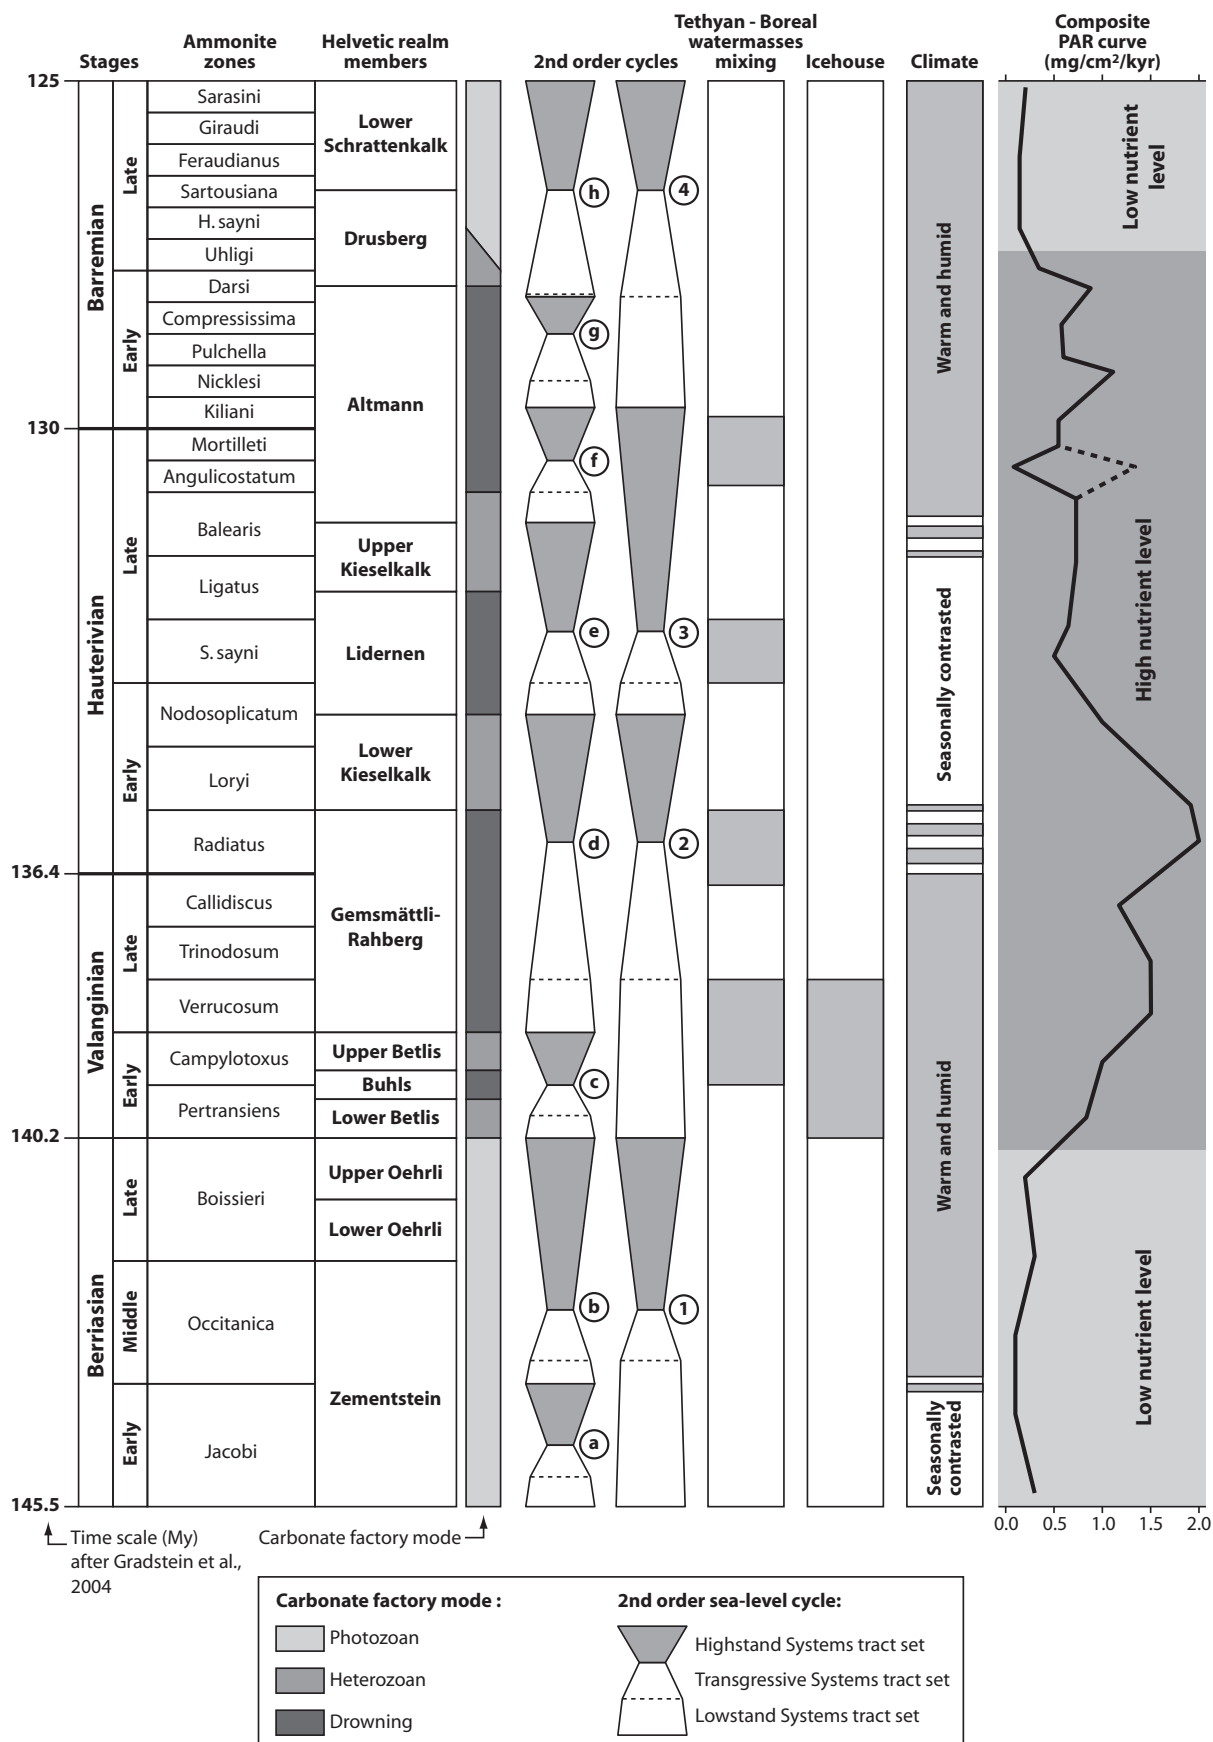 Stages
Ammonite
zones
Helvetic realm
members
2nd order cycles
Tethyan - Boreal
watermasses
mixing
Icehouse
Climate
Composite
PAR curve
(mg/cm²/kyr)
125
130
136.4
140.2
145.5
Barremian
Hauterivian
Valanginian
Berriasian
Late
Early
Late
Early
Late
Early
Late
Middle
Early
Sarasini
Giraudi
Feraudianus
Sartousiana
H. sayni
Uhligi
Darsi
Compressissima
Pulchella
Nicklesi
Kiliani
Mortilleti
Angulicostatum
Balearis
Ligatus
S. sayni
Nodosoplicatum
Loryi
Radiatus
Callidiscus
Trinodosum
Verrucosum
Campylotoxus
Pertransiens
Boissieri
Occitanica
Jacobi
Lower
Schrattenkalk
Drusberg
Altmann
Upper
Kieselkalk
Lidernen
Lower
Kieselkalk
Gemsmättli-
Rahberg
Upper Betlis
Buhls
Lower Betlis
Upper Oehrli
Lower Oehrli
Zementstein
h
g
f
e
d
c
b
a
4
3
2
1
Warm and humid
Seasonally contrasted
Warm and humid
Seasonally
contrasted
Low nutrient
level
High nutrient level
Low nutrient level
0.0 0.5 1.0 1.5 2.0
Time scale (My)
after Gradstein et al.,
2004
Carbonate factory mode
Carbonate factory mode :
Photozoan
Heterozoan
Drowning
2nd order sea-level cycle:
Highstand Systems tract set
Transgressive Systems tract set
Lowstand Systems tract set